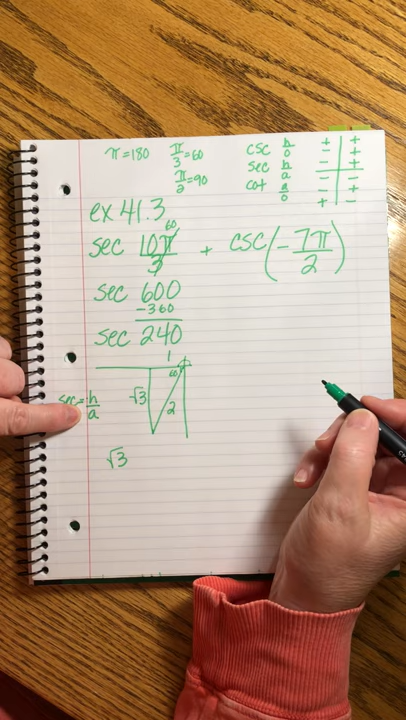 π = 180
π/3 = 60
π/2 = 90
csc h/o
sec h/a
cot a/o
+ | +
- | +
- | +
- | +
- | +
+ | -
ex 41.3
60
sec 10π/3 + csc(-7π/2)
sec 600
-360
sec 240
1
60
√3
2
sec = h/a
√3